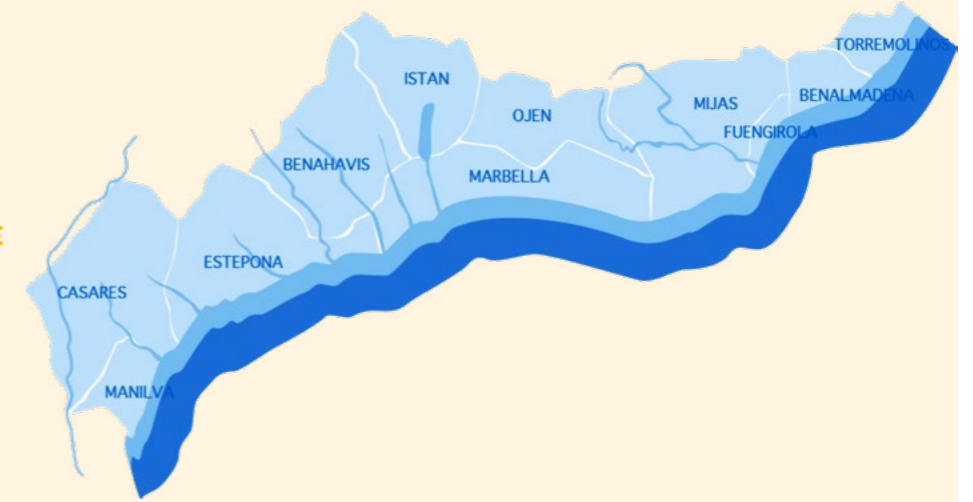 TORREMOLINOS
ISTAN
BENALMADENA
MIJAS
OJEN
FUENGIROLA
BENAHAVIS
MARBELLA
ESTEPONA
CASARES
MANILVA